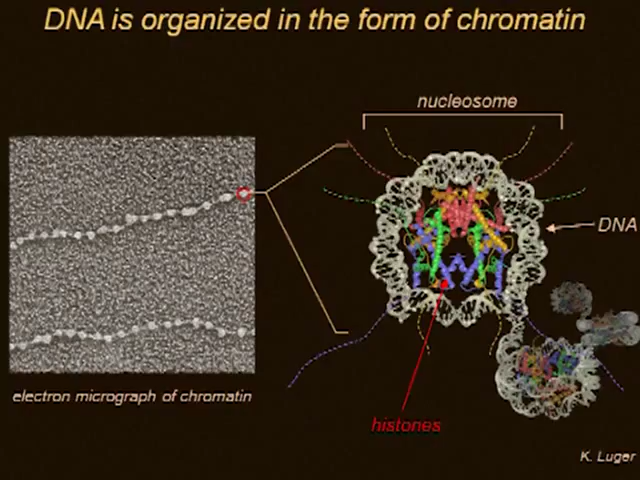 DNA is organized in the form of chromatin
nucleosome
DNA
electron micrograph of chromatin
histones
K. Luger